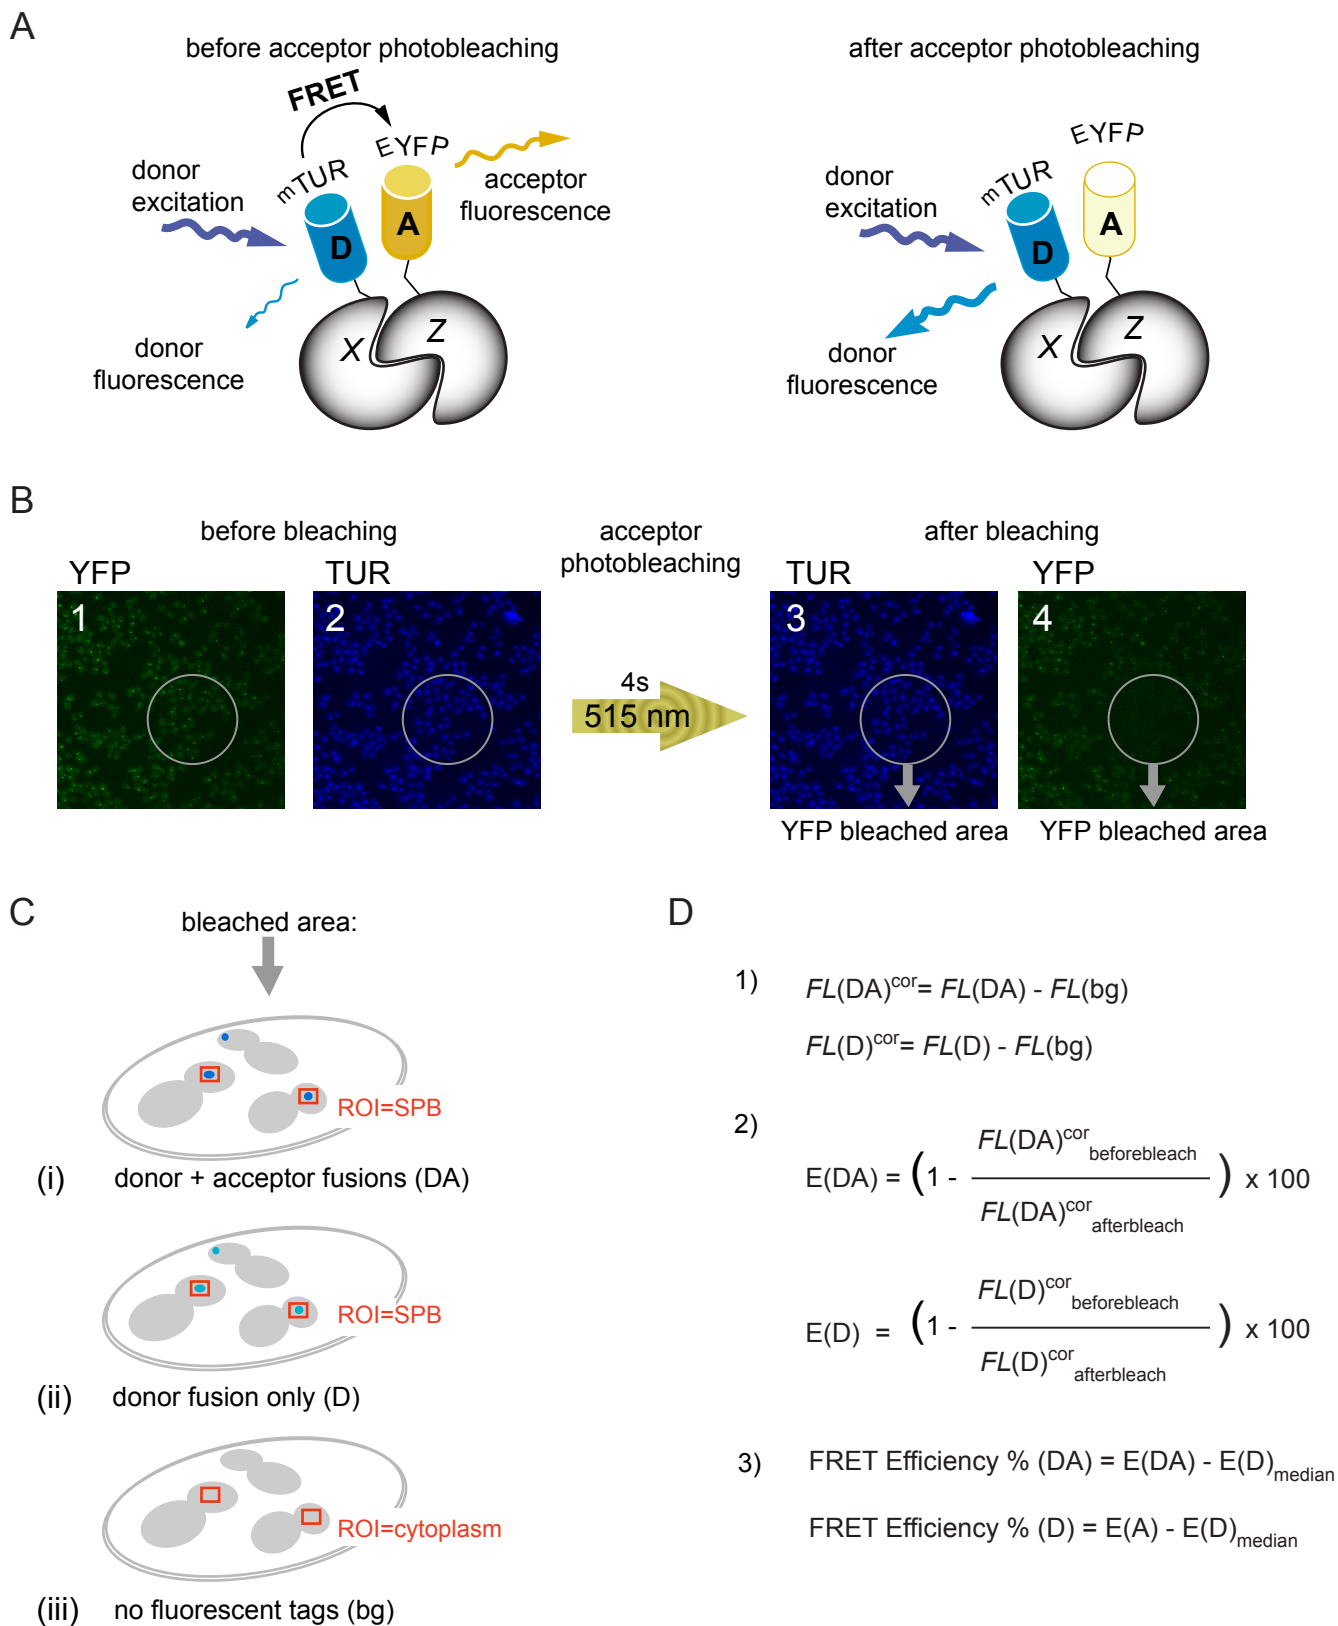 A
before acceptor photobleaching
FRET
mTUR
EYFP
donor
excitation
acceptor
fluorescence
D
A
X
Z
donor
fluorescence
after acceptor photobleaching
EYFP
mTUR
donor
excitation
D
A
X
Z
donor
fluorescence
B
before bleaching
acceptor
photobleaching
after bleaching
YFP
TUR
TUR
YFP
1
2
3
4
4s
515 nm
YFP bleached area
YFP bleached area
C
bleached area:
ROI=SPB
(i) donor + acceptor fusions (DA)
ROI=SPB
(ii) donor fusion only (D)
ROI=cytoplasm
(iii) no fluorescent tags (bg)
D
1) FL(DA)cor= FL(DA) - FL(bg)
FL(D)cor= FL(D) - FL(bg)
2)
FL(DA)cor beforebleach
E(DA) = (1 - ) x 100
FL(DA)cor afterbleach
FL(D)cor beforebleach
E(D) = (1 - ) x 100
FL(D)cor afterbleach
3) FRET Efficiency % (DA) = E(DA) - E(D)median
FRET Efficiency % (D) = E(A) - E(D)median